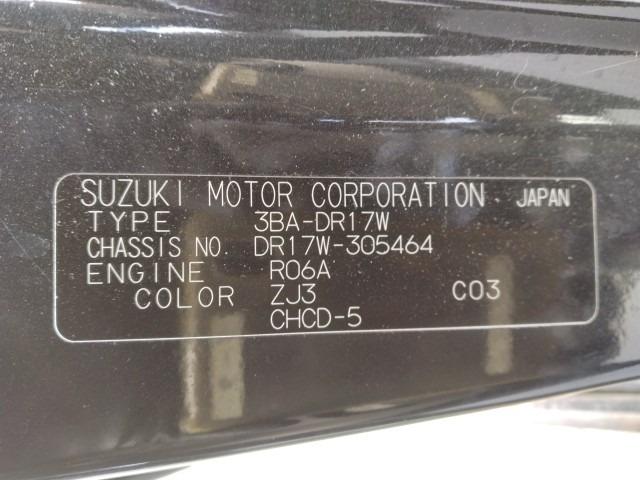 SUZUKI MOTOR CORPORATION JAPAN
TYPE 3BA-DR17W
CHASSIS NO. DR17W-305464
ENGINE R06A
COLOR ZJ3 C03
CHCD-5